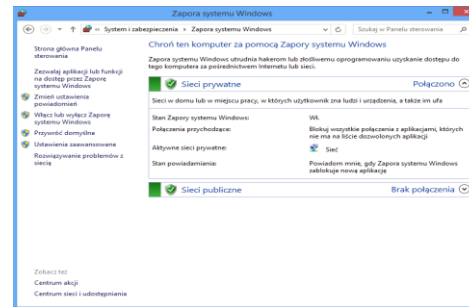 Zapora systemu Windows
« System i zabezpieczenia ▸ Zapora systemu Windows
Szukaj w Panelu sterowania
Strona główna Panelu
sterowania
Zezwalaj aplikacji lub funkcji
na dostęp przez Zaporę
systemu Windows
Zmień ustawienia
powiadomień
Włącz lub wyłącz Zaporę
systemu Windows
Przywróć domyślne
Ustawienia zaawansowane
Rozwiązywanie problemów z
siecią
Zobacz też
Centrum akcji
Centrum sieci i udostępniania
Chroń ten komputer za pomocą Zapory systemu Windows
Zapora systemu Windows utrudnia hakerom lub złośliwemu oprogramowaniu uzyskanie dostępu do
tego komputera za pośrednictwem Internetu lub sieci.
Sieci prywatne Połączono
Sieci w domu lub w miejscu pracy, w których użytkownik zna ludzi i urządzenia, a także im ufa
Stan Zapory systemu Windows: Wł.
Połączenia przychodzące: Blokuj wszystkie połączenia z aplikacjami, których
nie ma na liście dozwolonych aplikacji
Aktywne sieci prywatne: Sieć
Stan powiadamiania: Powiadom mnie, gdy Zapora systemu Windows
zablokuje nową aplikację
Sieci publiczne Brak połączenia